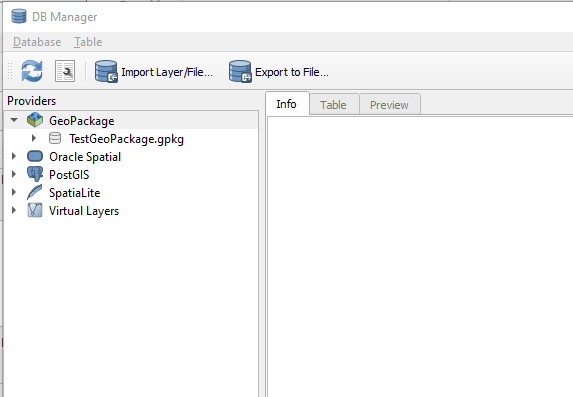 DB Manager
Database Table
Import Layer/File... Export to File...
Providers
Info Table Preview
GeoPackage
TestGeoPackage.gpkg
Oracle Spatial
PostGIS
SpatiaLite
Virtual Layers